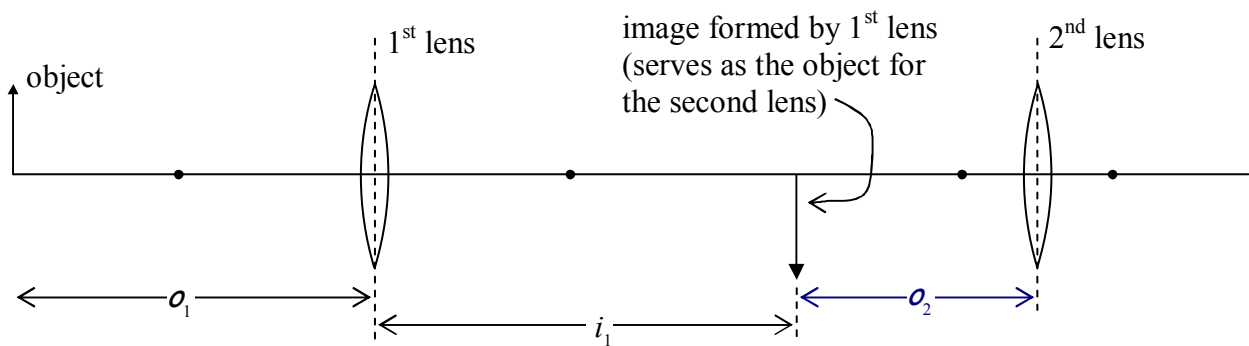 1st lens
image formed by 1st lens
(serves as the object for
the second lens)
2nd lens
object
o1
i1
o2